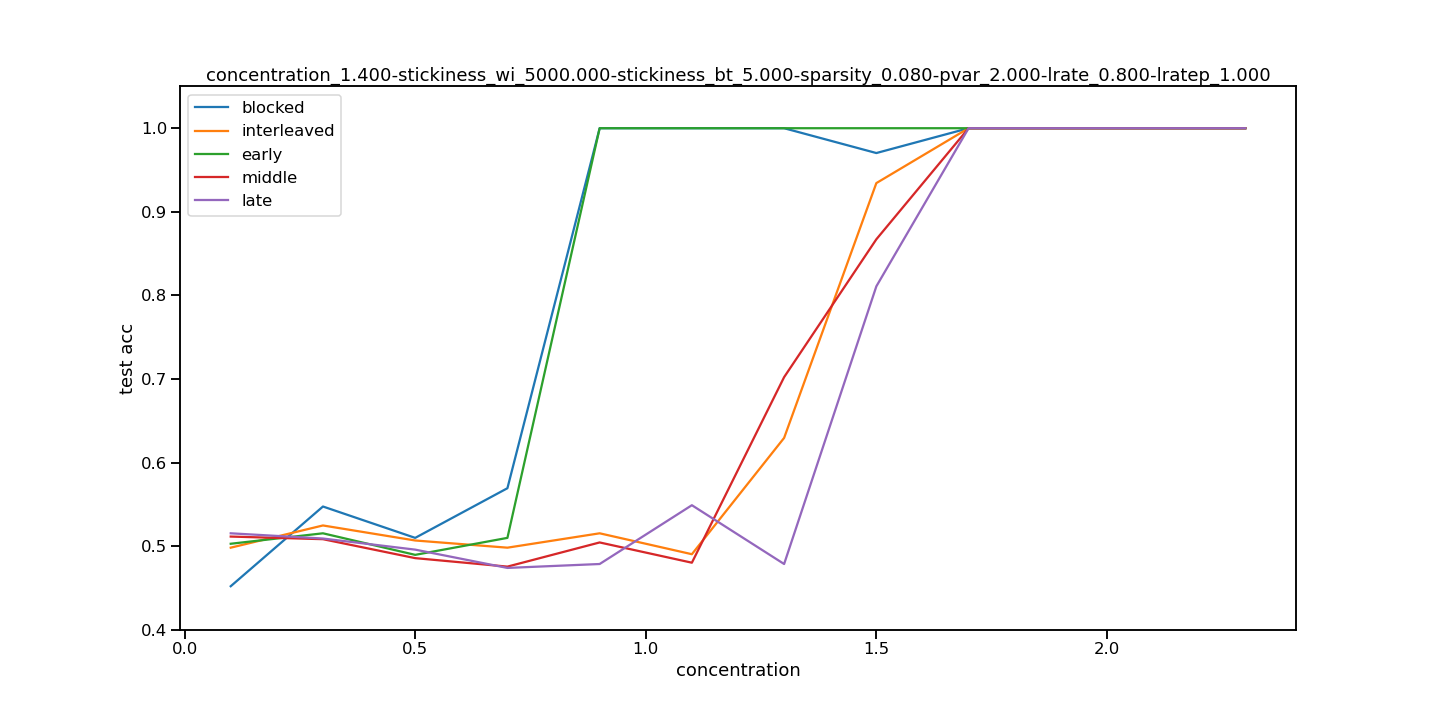 concentration_1.400-stickiness_wi_5000.000-stickiness_bt_5.000-sparsity_0.080-pvar_2.000-lrate_0.800-lratep_1.000
blocked
interleaved
early
middle
late
1.0
0.9
0.8
0.7
0.6
0.5
0.4
test acc
0.0 0.5 1.0 1.5 2.0
concentration